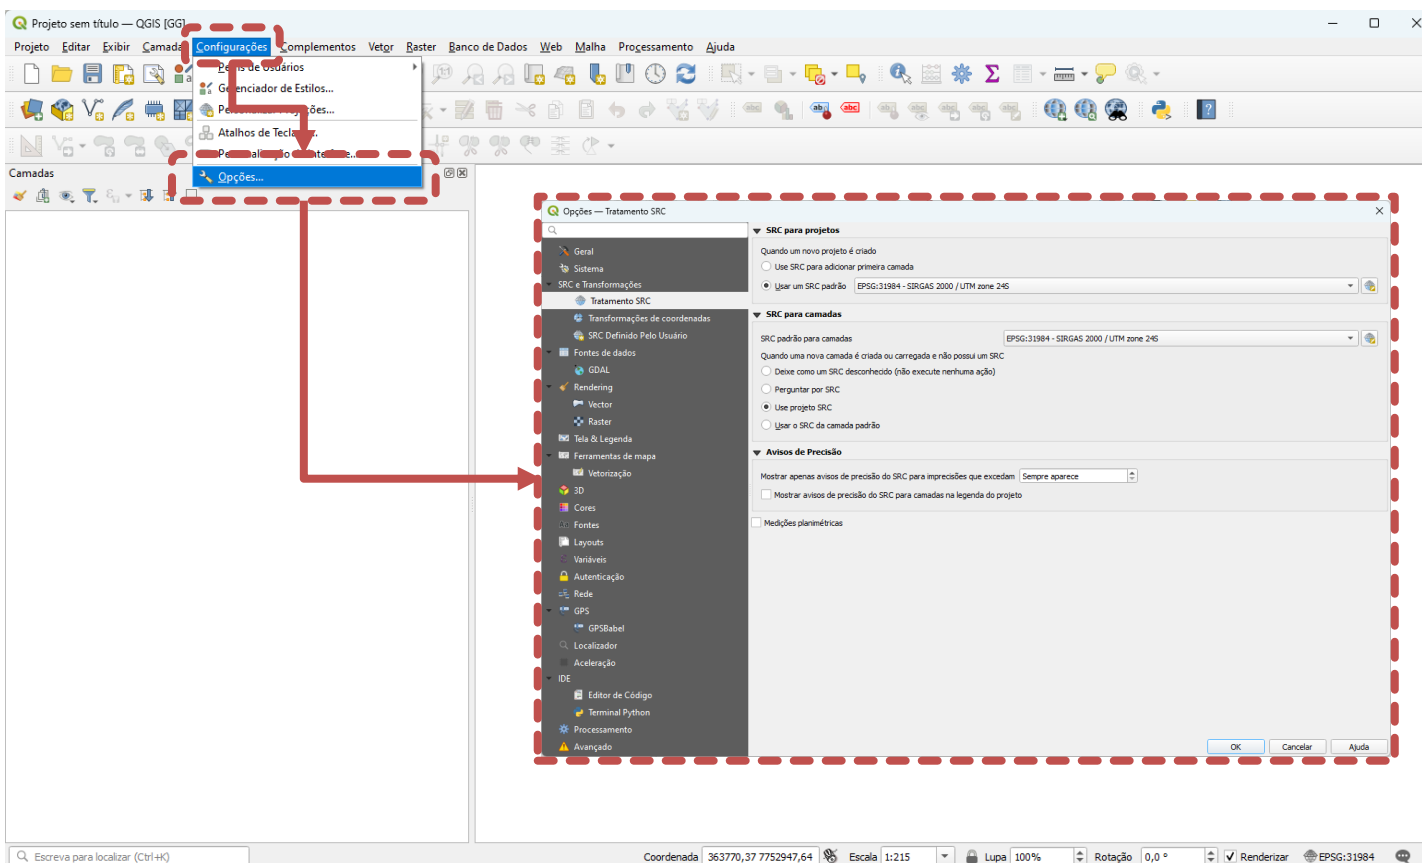 Projeto sem título — QGIS [GG]
Projeto Editar Exibir Camada Configurações Complementos Vetor Raster Banco de Dados Web Malha Processamento Ajuda
Perfis de Usuários
Gerenciador de Estilos...
Personalizar Projeções...
Atalhos de Teclado...
Opções...
Camadas
Opções — Tratamento SRC
Geral
Sistema
SRC e Transformações
Tratamento SRC
Transformações de coordenadas
SRC Definido Pelo Usuário
Fontes de dados
GDAL
Rendering
Vector
Raster
Tela & Legenda
Ferramentas de mapa
Vetorização
3D
Cores
Fontes
Layouts
Variáveis
Autenticação
Rede
GPS
GPSBabel
Localizador
Aceleração
IDE
Editor de Código
Terminal Python
Processamento
Avançado
SRC para projetos
Quando um novo projeto é criado
Use SRC para adicionar primeira camada
Usar um SRC padrão EPSG:31984 - SIRGAS 2000 / UTM zone 24S
SRC para camadas
SRC padrão para camadas EPSG:31984 - SIRGAS 2000 / UTM zone 24S
Quando uma nova camada é criada ou carregada e não possui um SRC
Deixe como um SRC desconhecido (não execute nenhuma ação)
Perguntar por SRC
Use projeto SRC
Usar o SRC da camada padrão
Avisos de Precisão
Mostrar apenas avisos de precisão do SRC para imprecisões que excedam Sempre aparece
Mostrar avisos de precisão do SRC para camadas na legenda do projeto
Medições planimétricas
OK Cancelar Ajuda
Escreva para localizar (Ctrl+K) Coordenada 363770,37 7752947,64 Escala 1:215 Lupa 100% Rotação 0,0 ° Renderizar EPSG:31984